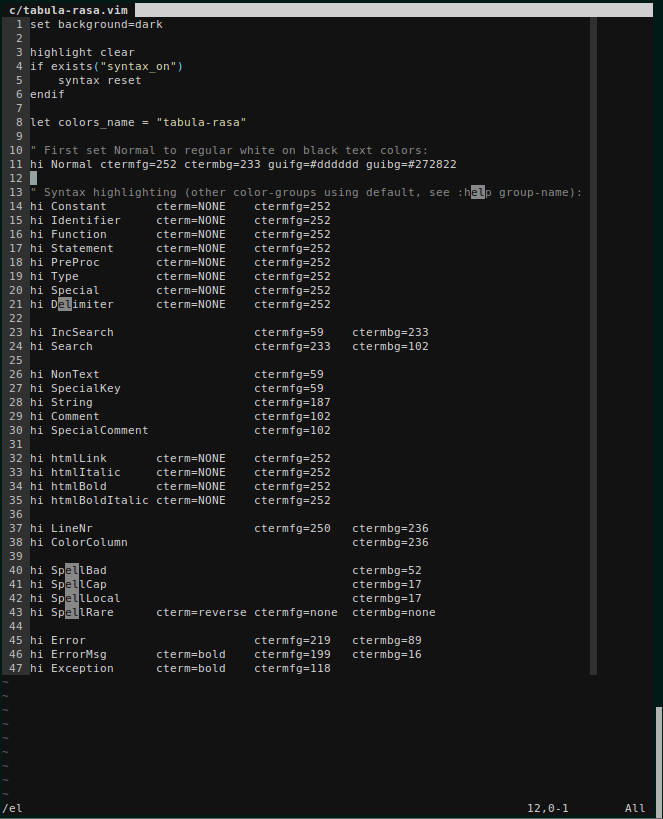 c/tabula-rasa.vim
1 set background=dark
2
3 highlight clear
4 if exists("syntax_on")
5     syntax reset
6 endif
7
8 let colors_name = "tabula-rasa"
9
10 " First set Normal to regular white on black text colors:
11 hi Normal ctermfg=252 ctermbg=233 guifg=#dddddd guibg=#272822
12
13 " Syntax highlighting (other color-groups using default, see :help group-name):
14 hi Constant       cterm=NONE    ctermfg=252
15 hi Identifier     cterm=NONE    ctermfg=252
16 hi Function       cterm=NONE    ctermfg=252
17 hi Statement      cterm=NONE    ctermfg=252
18 hi PreProc        cterm=NONE    ctermfg=252
19 hi Type           cterm=NONE    ctermfg=252
20 hi Special        cterm=NONE    ctermfg=252
21 hi Delimiter      cterm=NONE    ctermfg=252
22
23 hi IncSearch                    ctermfg=59    ctermbg=233
24 hi Search                       ctermfg=233   ctermbg=102
25
26 hi NonText                      ctermfg=59
27 hi SpecialKey                   ctermfg=59
28 hi String                       ctermfg=187
29 hi Comment                      ctermfg=102
30 hi SpecialComment               ctermfg=102
31
32 hi htmlLink       cterm=NONE    ctermfg=252
33 hi htmlItalic     cterm=NONE    ctermfg=252
34 hi htmlBold       cterm=NONE    ctermfg=252
35 hi htmlBoldItalic cterm=NONE    ctermfg=252
36
37 hi LineNr                       ctermfg=250   ctermbg=236
38 hi ColorColumn                                ctermbg=236
39
40 hi SpellBad                                   ctermbg=52
41 hi SpellCap                                   ctermbg=17
42 hi SpellLocal                                 ctermbg=17
43 hi SpellRare      cterm=reverse ctermfg=none  ctermbg=none
44
45 hi Error                        ctermfg=219   ctermbg=89
46 hi ErrorMsg       cterm=bold    ctermfg=199   ctermbg=16
47 hi Exception      cterm=bold    ctermfg=118
~
~
~
~
~
~
~
~
~
/el 12,0-1 All